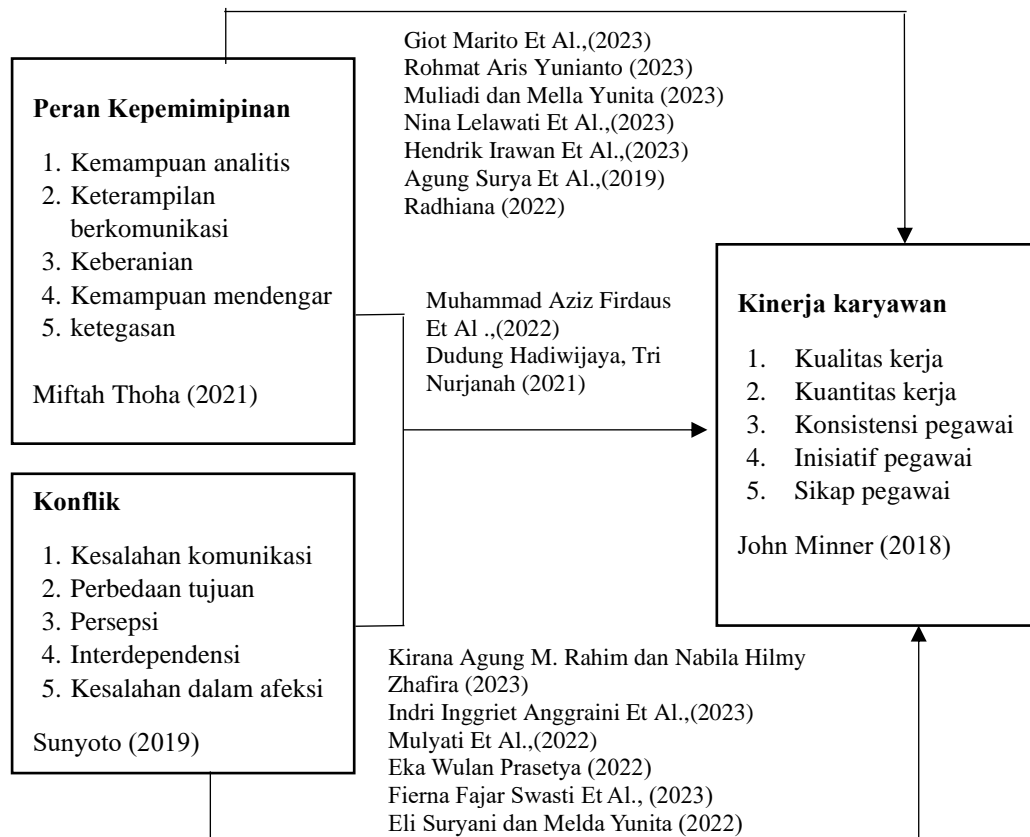 Giot Marito Et Al.,(2023)
Rohmat Aris Yunianto (2023)
Muliadi dan Mella Yunita (2023)
Nina Lelawati Et Al.,(2023)
Hendrik Irawan Et Al.,(2023)
Agung Surya Et Al.,(2019)
Radhiana (2022)
Peran Kepemimipinan
1. Kemampuan analitis
2. Keterampilan
berkomunikasi
3. Keberanian
4. Kemampuan mendengar
5. ketegasan
Miftah Thoha (2021)
Muhammad Aziz Firdaus
Et Al .,(2022)
Dudung Hadiwijaya, Tri
Nurjanah (2021)
Kinerja karyawan
1. Kualitas kerja
2. Kuantitas kerja
3. Konsistensi pegawai
4. Inisiatif pegawai
5. Sikap pegawai
John Minner (2018)
Konflik
1. Kesalahan komunikasi
2. Perbedaan tujuan
3. Persepsi
4. Interdependensi
5. Kesalahan dalam afeksi
Sunyoto (2019)
Kirana Agung M. Rahim dan Nabila Hilmy
Zhafira (2023)
Indri Inggriet Anggraini Et Al.,(2023)
Mulyati Et Al.,(2022)
Eka Wulan Prasetya (2022)
Fierna Fajar Swasti Et Al., (2023)
Eli Suryani dan Melda Yunita (2022)